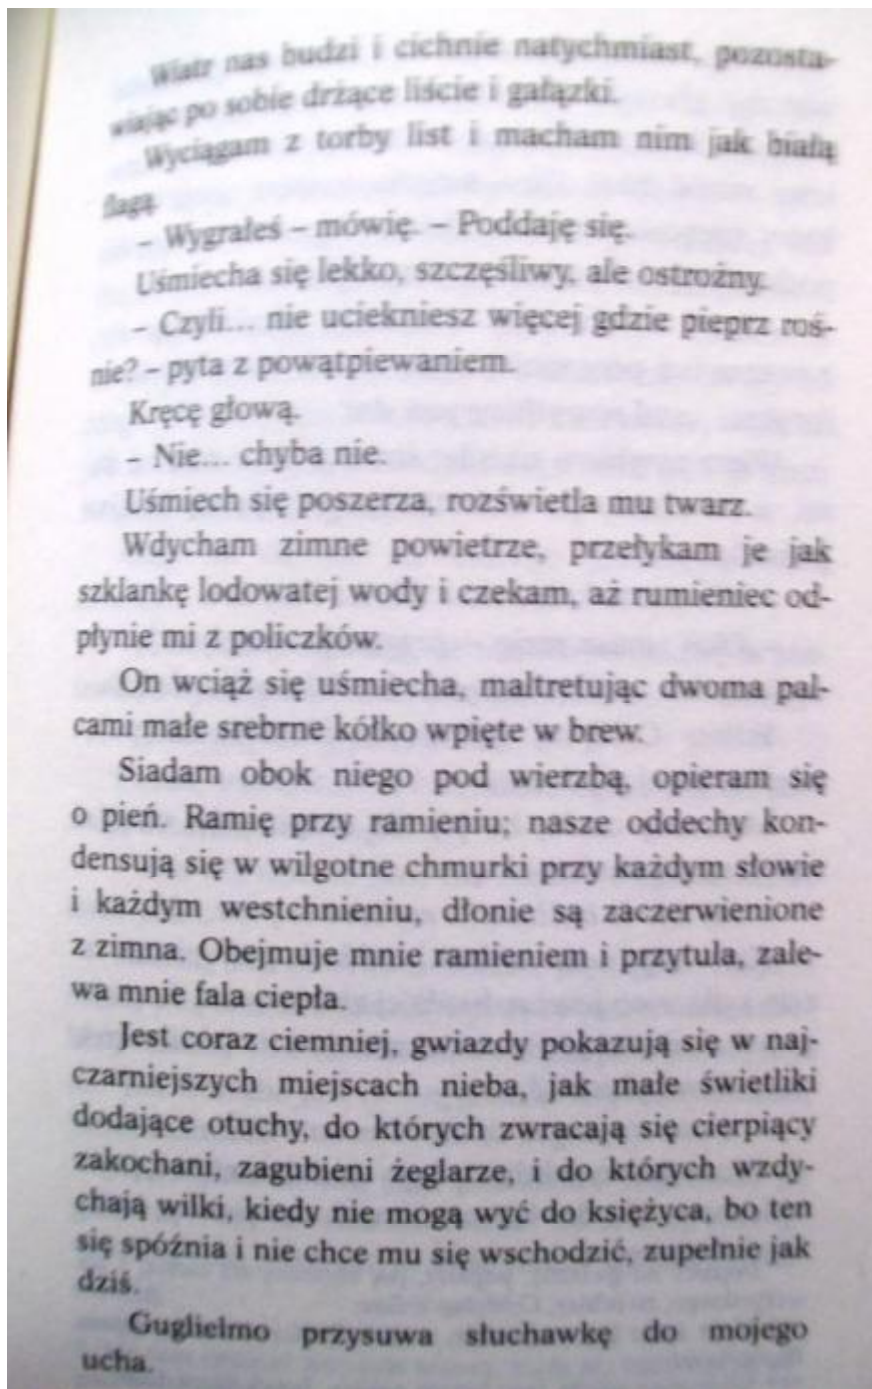 Wiatr nas budzi i cichnie natychmiast, pozosta-
wiając po sobie drżące liście i gałązki.
Wyciągam z torby list i macham nim jak białą
flagą.
– Wygrałeś – mówię. – Poddaję się.
Uśmiecha się lekko, szczęśliwy, ale ostrożny.
– Czyli... nie uciekniesz więcej gdzie pieprz roś-
nie? – pyta z powątpiewaniem.
Kręcę głową.
– Nie... chyba nie.
Uśmiech się poszerza, rozświetla mu twarz.
Wdycham zimne powietrze, przełykam je jak
szklankę lodowatej wody i czekam, aż rumieniec od-
płynie mi z policzków.
On wciąż się uśmiecha, maltretując dwoma pal-
cami małe srebrne kółko wpięte w brew.
Siadam obok niego pod wierzbą, opieram się
o pień. Ramię przy ramieniu; nasze oddechy kon-
densują się w wilgotne chmurki przy każdym słowie
i każdym westchnieniu, dłonie są zaczerwienione
z zimna. Obejmuje mnie ramieniem i przytula, zale-
wa mnie fala ciepła.
Jest coraz ciemniej, gwiazdy pokazują się w naj-
czarniejszych miejscach nieba, jak małe świetliki
dodające otuchy, do których zwracają się cierpiący
zakochani, zagubieni żeglarze, i do których wzdy-
chają wilki, kiedy nie mogą wyć do księżyca, bo ten
się spóźnia i nie chce mu się wschodzić, zupełnie jak
dziś.
Guglielmo przysuwa słuchawkę do mojego
ucha.